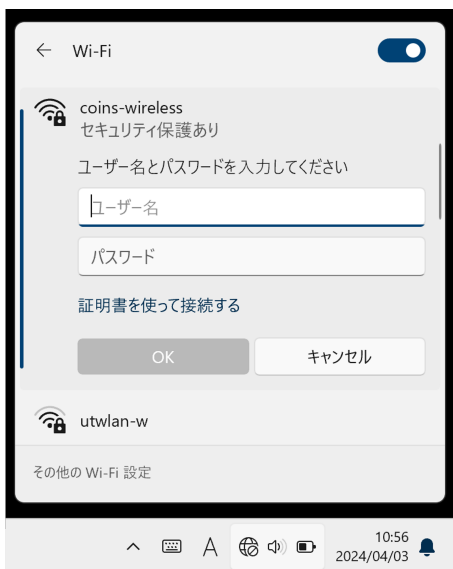 Wi-Fi
coins-wireless
セキュリティ保護あり
ユーザー名とパスワードを入力してください
ユーザー名
パスワード
証明書を使って接続する
OK
キャンセル
utwlan-w
その他の Wi-Fi 設定
A
10:56
2024/04/03